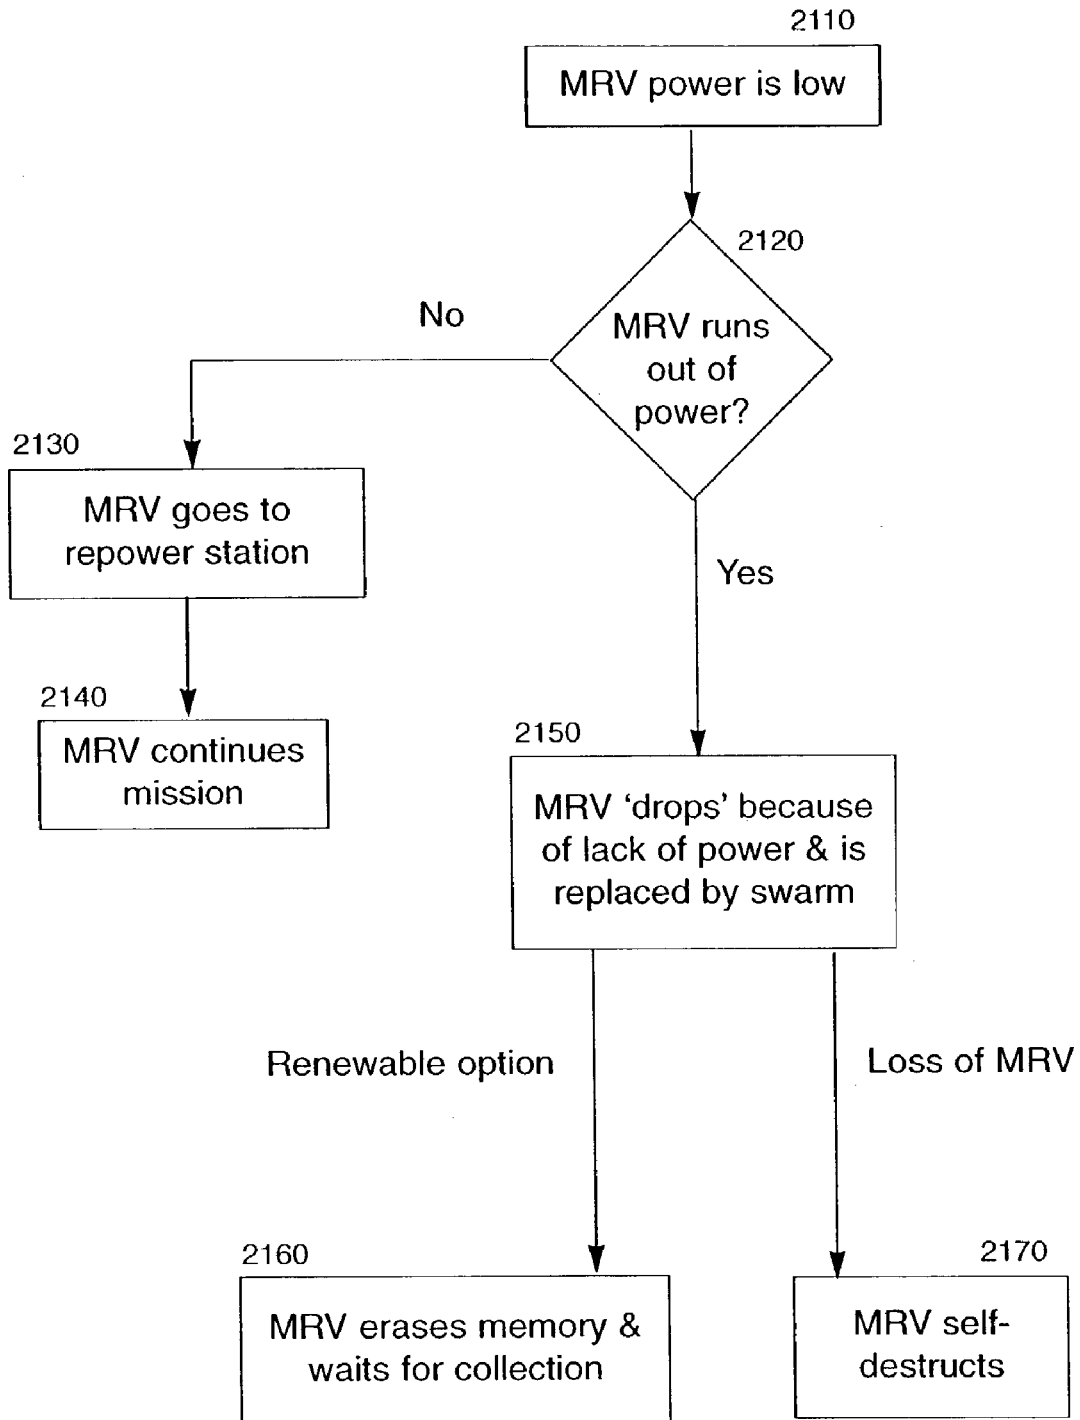 2110
MRV power is low
2120
MRV runs
out of
power?
No
Yes
2130
MRV goes to
repower station
2140
MRV continues
mission
2150
MRV ‘drops’ because
of lack of power & is
replaced by swarm
Renewable option
Loss of MRV
2160
MRV erases memory &
waits for collection
2170
MRV self-
destructs